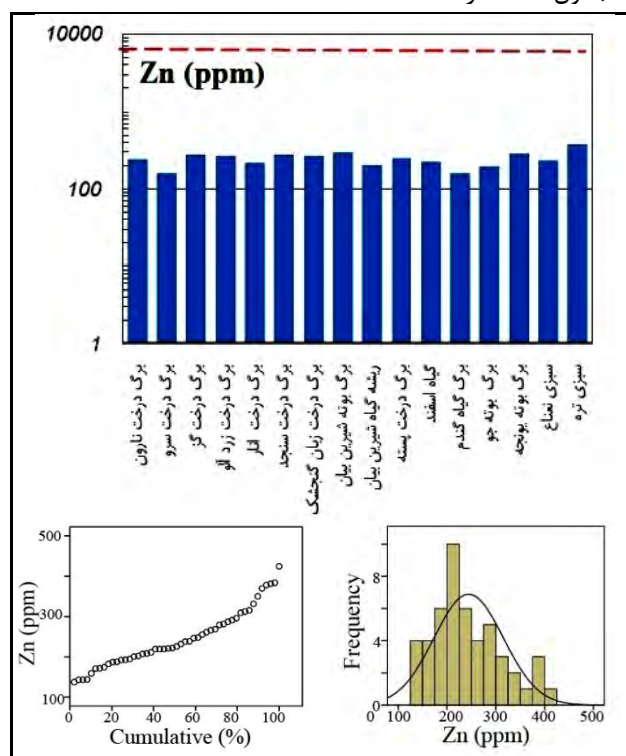 10000
Zn (ppm)
100
1
برگ درخت نارون
برگ درخت سرو
برگ درخت گز
برگ درخت زرد آلو
برگ درخت انار
برگ درخت سنجد
برگ درخت زبان گنجشک
برگ بوته شیرین بیان
ریشه گیاه شیرین بیان
برگ درخت پسته
گیاه اسفند
برگ گیاه گندم
برگ بوته جو
برگ بوته یونجه
سبزی نعناع
سبزی تره
500
300
100
Zn (ppm)
0 20 40 60 80 100
Cumulative (%)
8
4
0
Frequency
100 200 300 400 500
Zn (ppm)